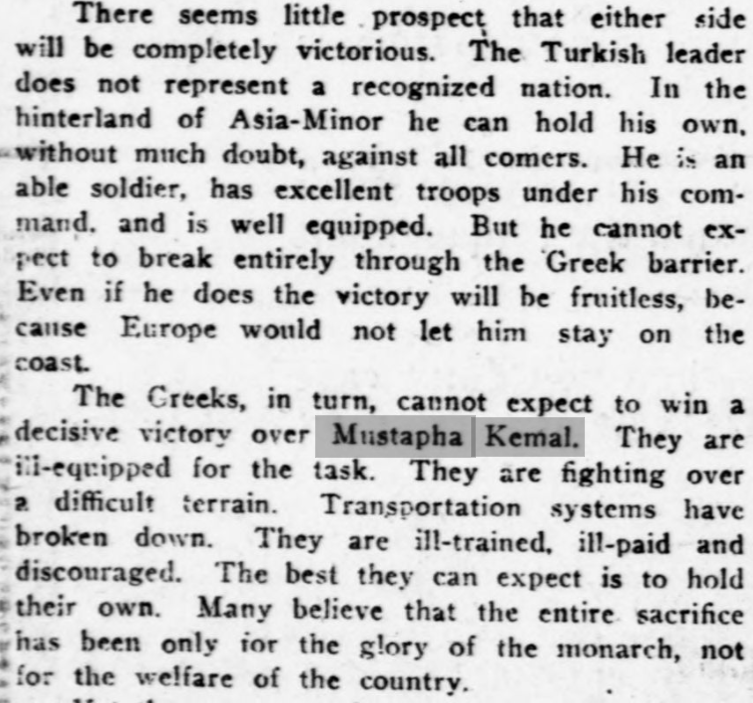 There seems little prospect that either side
will be completely victorious. The Turkish leader
does not represent a recognized nation. In the
hinterland of Asia-Minor he can hold his own,
without much doubt, against all comers. He is an
able soldier, has excellent troops under his com-
mand, and is well equipped. But he cannot ex-
pect to break entirely through the Greek barrier.
Even if he does the victory will be fruitless, be-
cause Europe would not let him stay on the
coast.
The Greeks, in turn, cannot expect to win a
decisive victory over Mustapha Kemal. They are
ill-equipped for the task. They are fighting over
a difficult terrain. Transportation systems have
broken down. They are ill-trained, ill-paid and
discouraged. The best they can expect is to hold
their own. Many believe that the entire sacrifice
has been only for the glory of the monarch, not
for the welfare of the country.